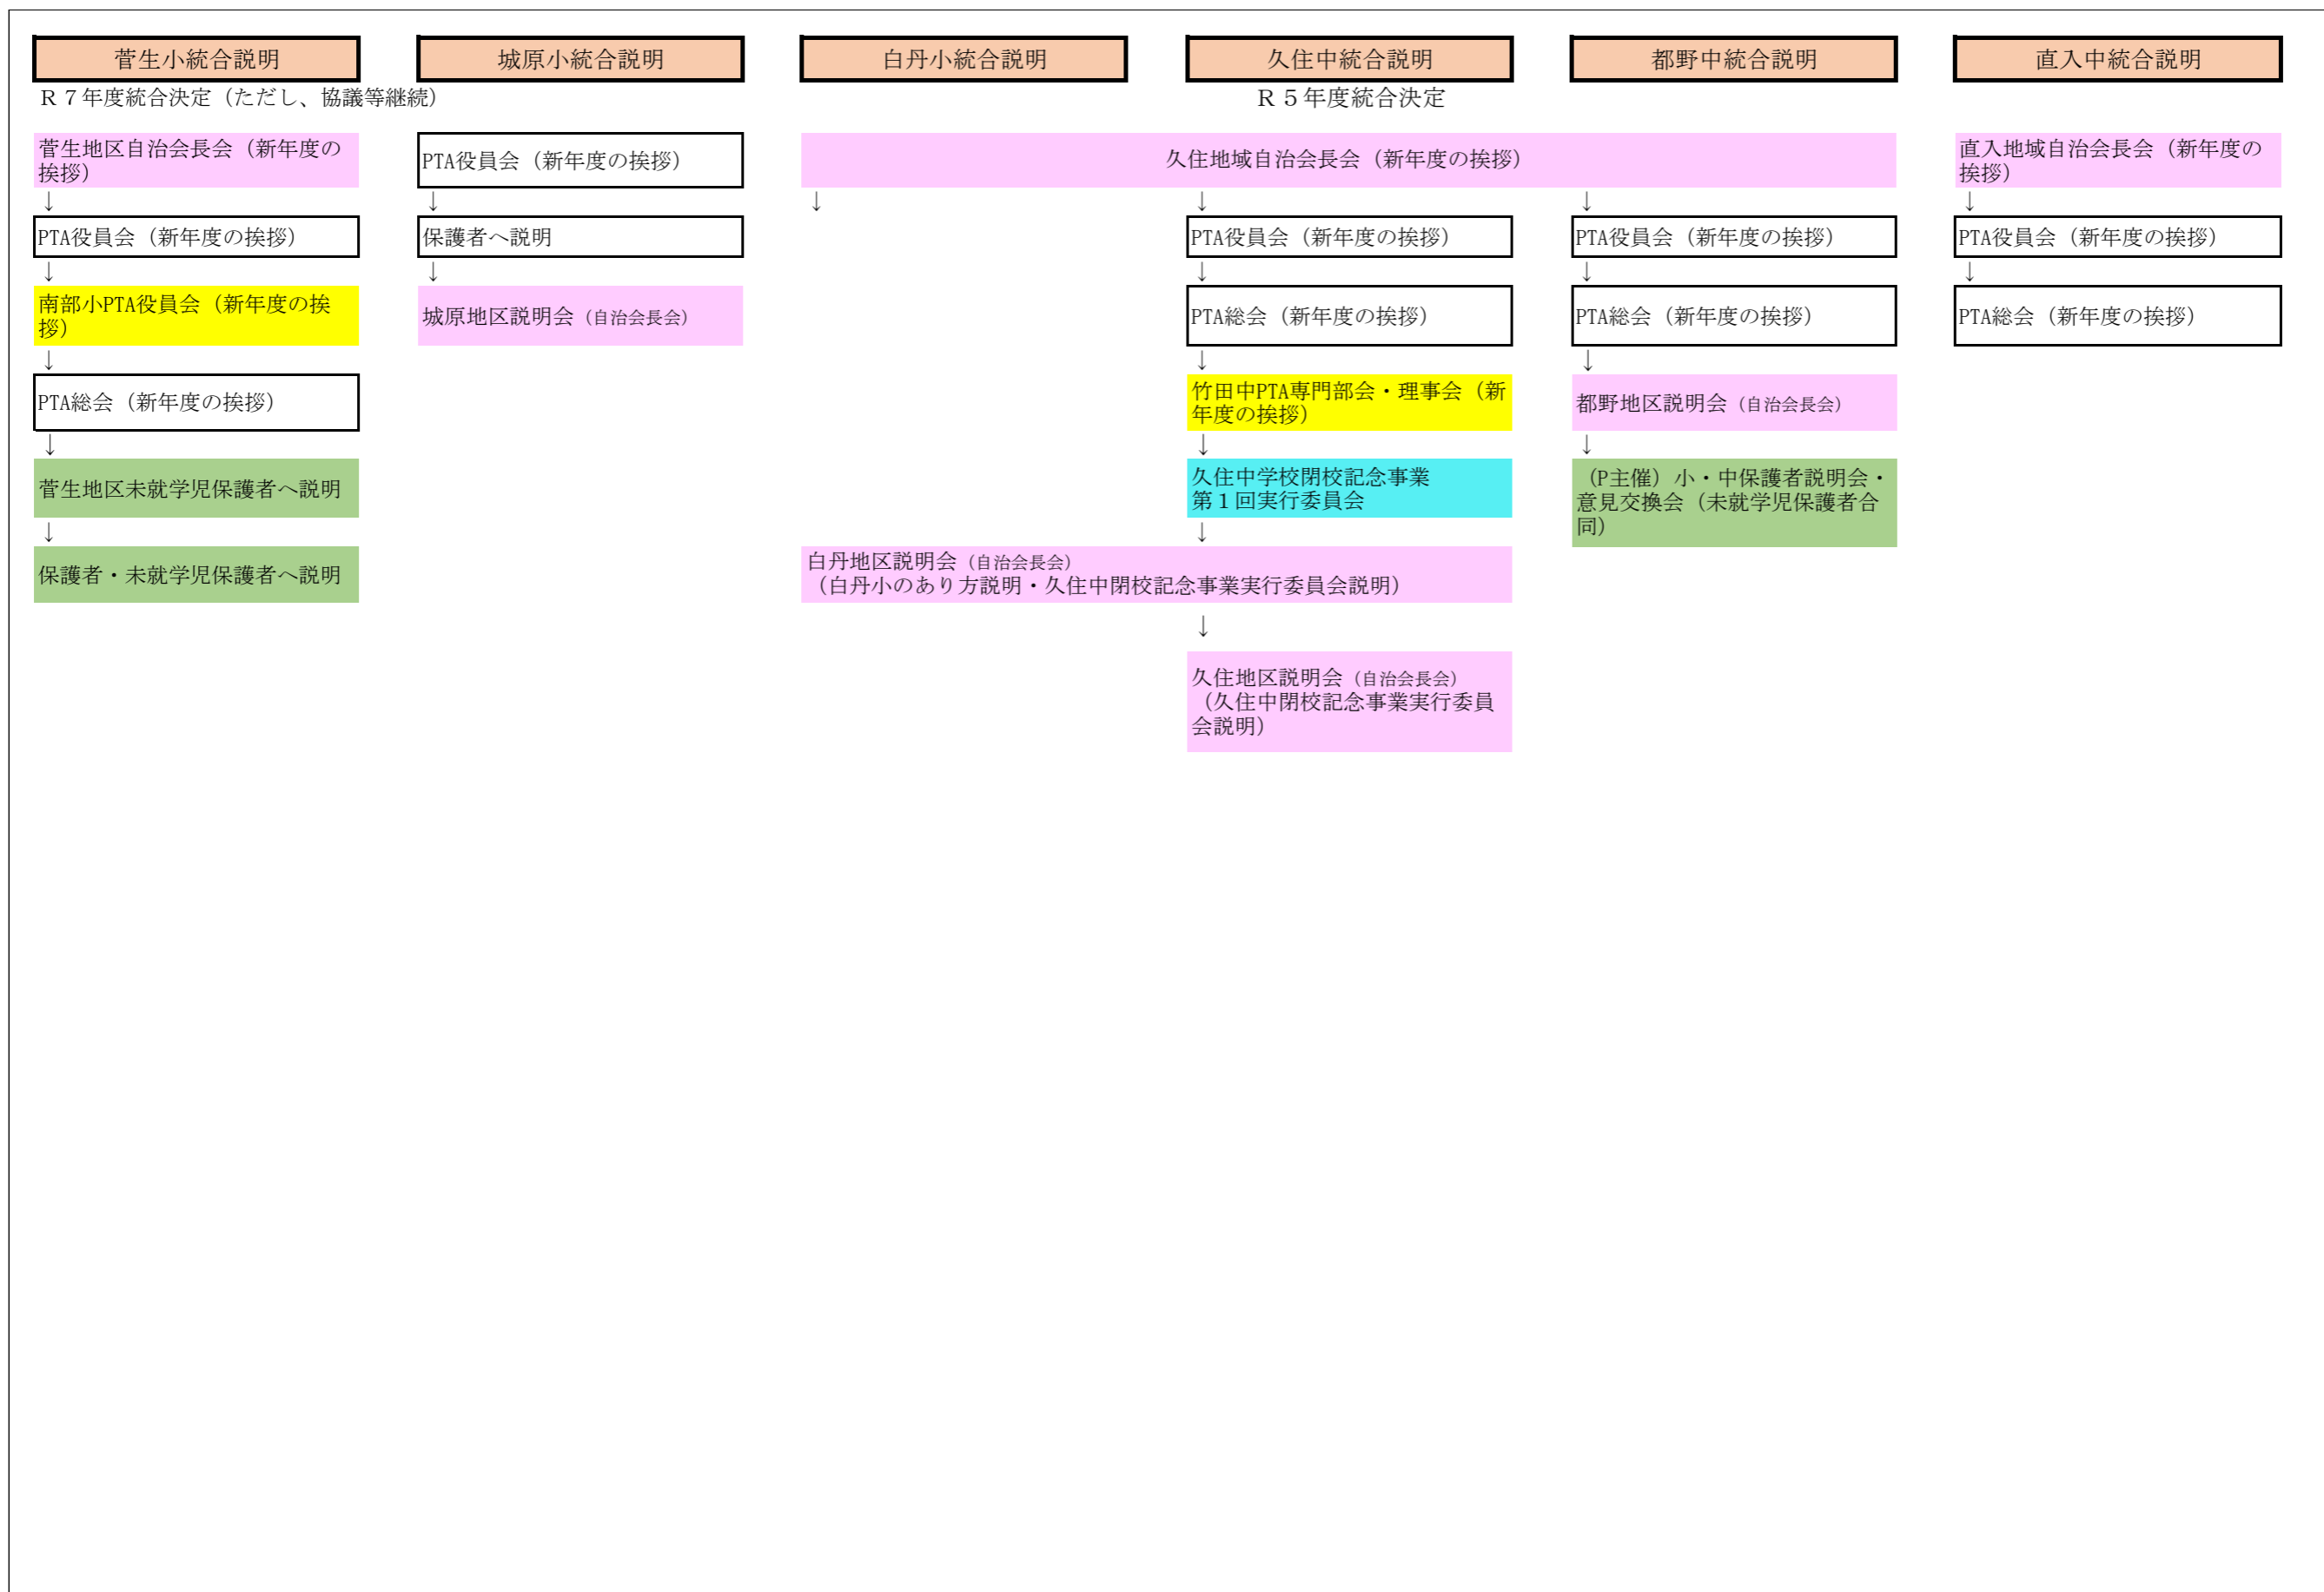 菅生小統合説明
城原小統合説明
白丹小統合説明
久住中統合説明
都野中統合説明
直入中統合説明
Ｒ７年度統合決定（ただし、協議等継続）
Ｒ５年度統合決定
菅生地区自治会長会（新年度の
挨拶）
PTA役員会（新年度の挨拶）
久住地域自治会長会（新年度の挨拶）
直入地域自治会長会（新年度の
挨拶）
↓
↓
↓
↓
↓
↓
PTA役員会（新年度の挨拶）
保護者へ説明
PTA役員会（新年度の挨拶）
PTA役員会（新年度の挨拶）
PTA役員会（新年度の挨拶）
↓
↓
↓
↓
↓
南部小PTA役員会（新年度の挨
拶）
城原地区説明会（自治会長会）
PTA総会（新年度の挨拶）
PTA総会（新年度の挨拶）
PTA総会（新年度の挨拶）
↓
↓
↓
PTA総会（新年度の挨拶）
竹田中PTA専門部会・理事会（新
年度の挨拶）
都野地区説明会（自治会長会）
↓
↓
↓
菅生地区未就学児保護者へ説明
久住中学校閉校記念事業
第１回実行委員会
（P主催）小・中保護者説明会・
意見交換会（未就学児保護者合
同）
↓
↓
保護者・未就学児保護者へ説明
白丹地区説明会（自治会長会）
（白丹小のあり方説明・久住中閉校記念事業実行委員会説明）
↓
久住地区説明会（自治会長会）
（久住中閉校記念事業実行委員
会説明）